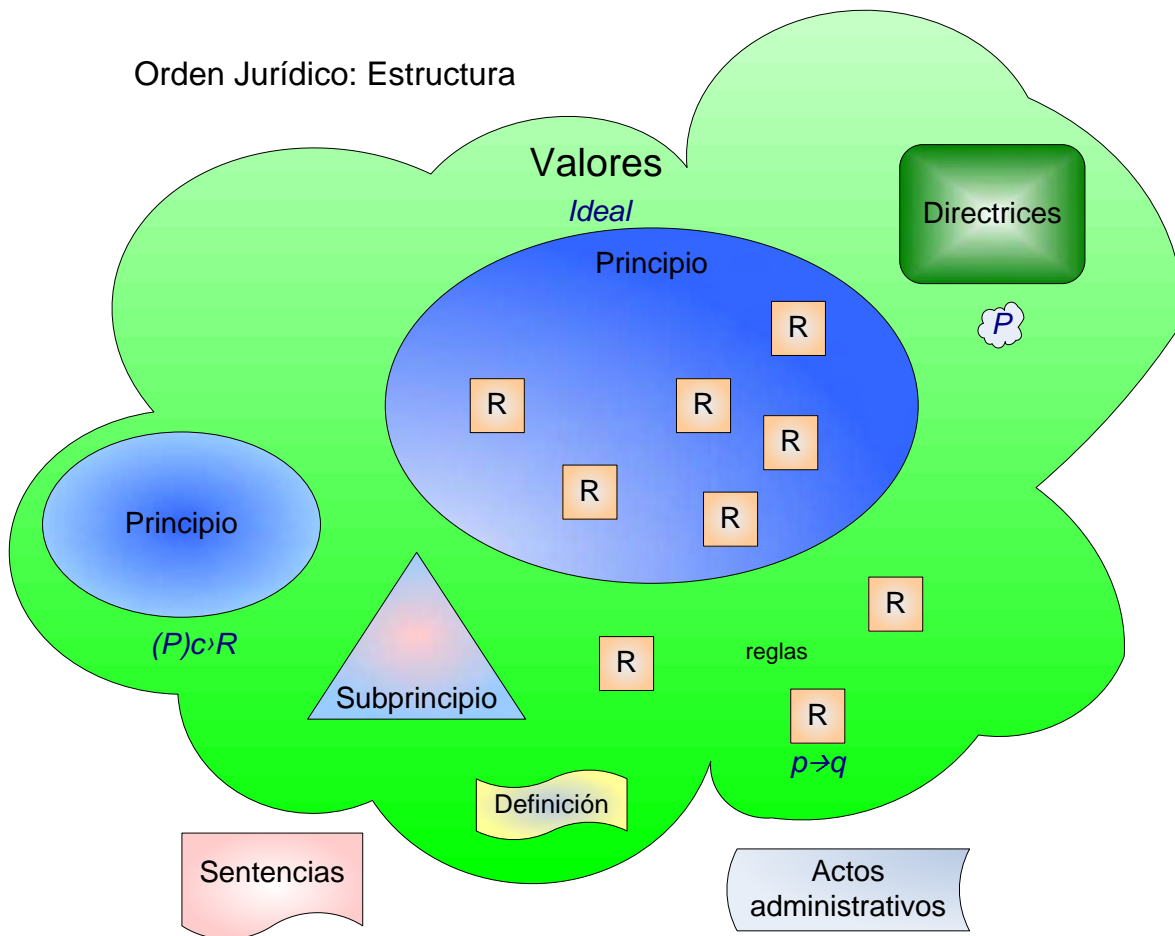 Orden Jurídico: Estructura
Valores
Ideal
Directrices
P
Principio
R
R
R
R
R
R
Principio
(P)c›R
Subprincipio
R
R
reglas
R
p→q
Definición
Sentencias
Actos
administrativos